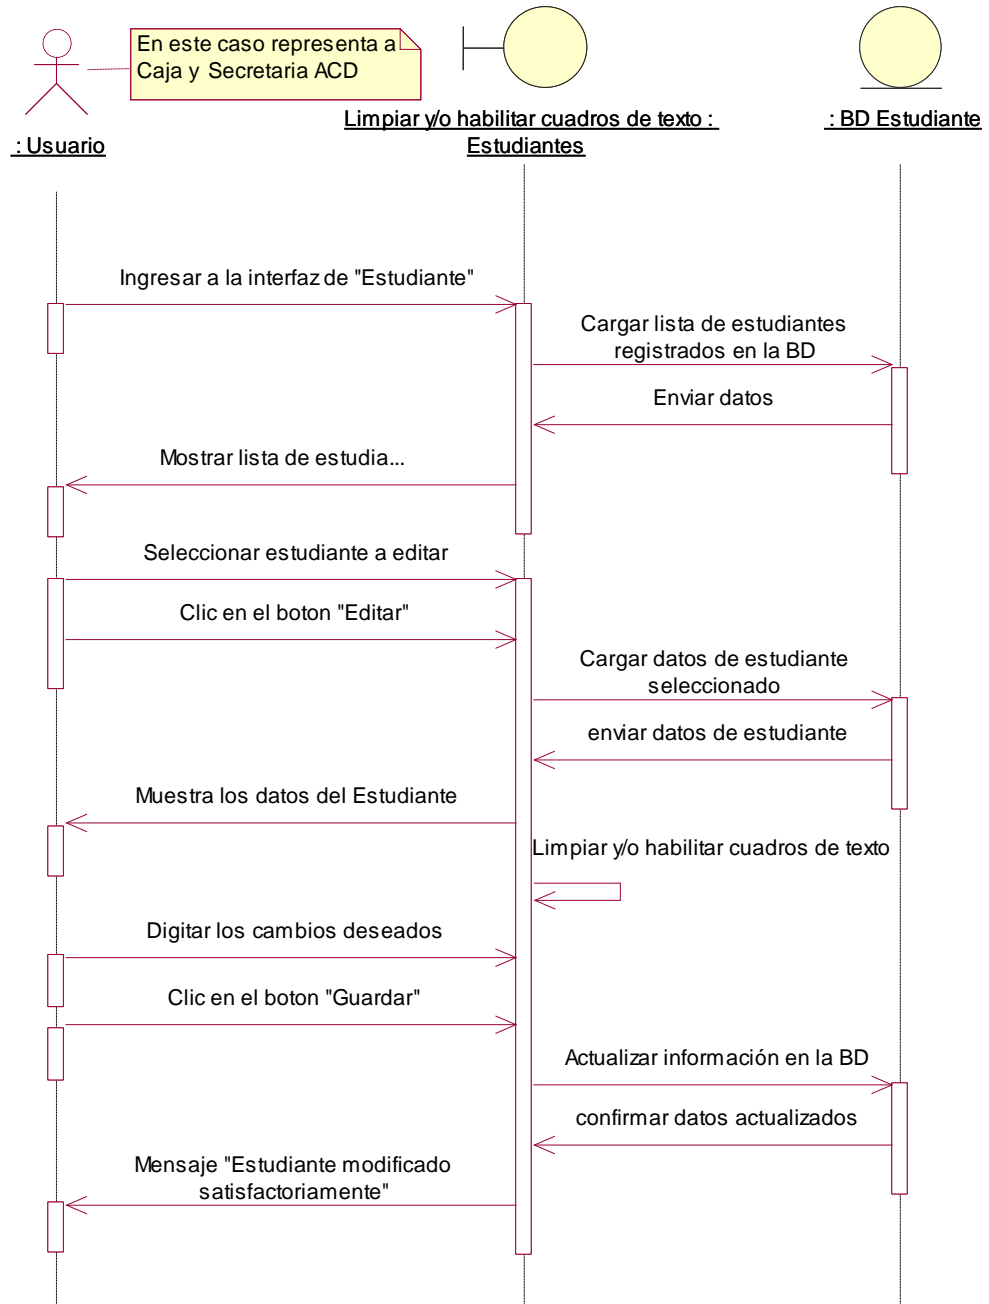 En este caso representa a
Caja y Secretaria ACD
: Usuario
Limpiar y/o habilitar cuadros de texto :
Estudiantes
: BD Estudiante
Ingresar a la interfaz de "Estudiante"
Cargar lista de estudiantes
registrados en la BD
Enviar datos
Mostrar lista de estudia...
Seleccionar estudiante a editar
Clic en el boton "Editar"
Cargar datos de estudiante
seleccionado
enviar datos de estudiante
Muestra los datos del Estudiante
Limpiar y/o habilitar cuadros de texto
Digitar los cambios deseados
Clic en el boton "Guardar"
Actualizar información en la BD
confirmar datos actualizados
Mensaje "Estudiante modificado
satisfactoriamente"